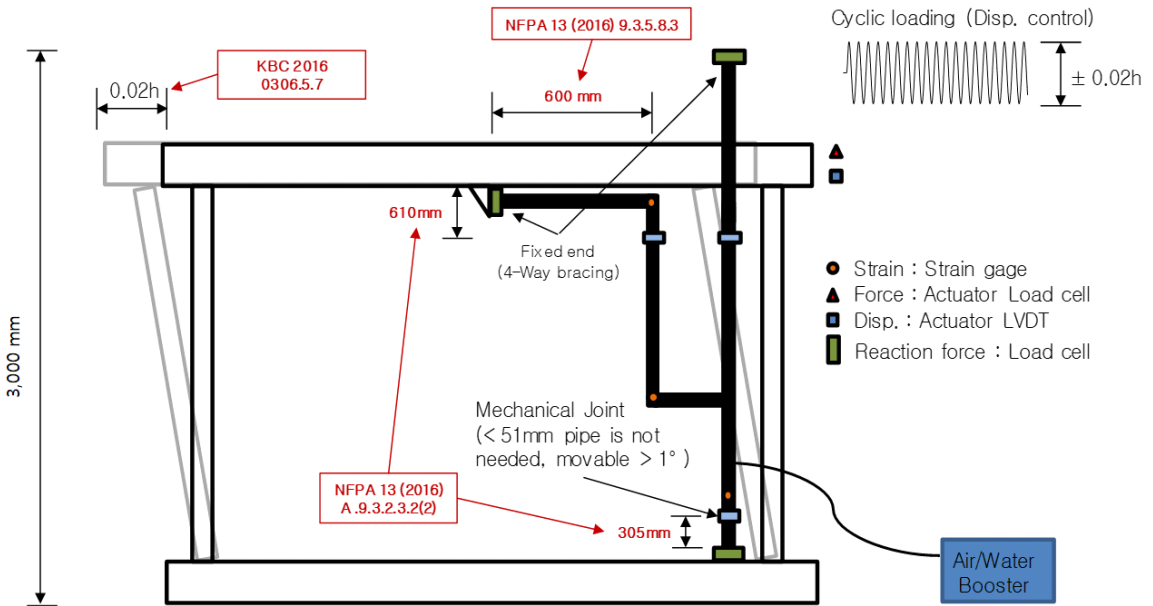 NFPA 13 (2016) 9.3.5.8.3
Cyclic loading (Disp. control)
KBC 2016
0306.5.7
0.02h
600 mm
± 0.02h
3,000 mm
610mm
Fixed end
(4-Way bracing)
Strain : Strain gage
Force : Actuator Load cell
Disp. : Actuator LVDT
Reaction force : Load cell
Mechanical Joint
(< 51mm pipe is not
needed, movable > 1°)
NFPA 13 (2016)
A.9.3.2.3.2(2)
305mm
Air/Water
Booster